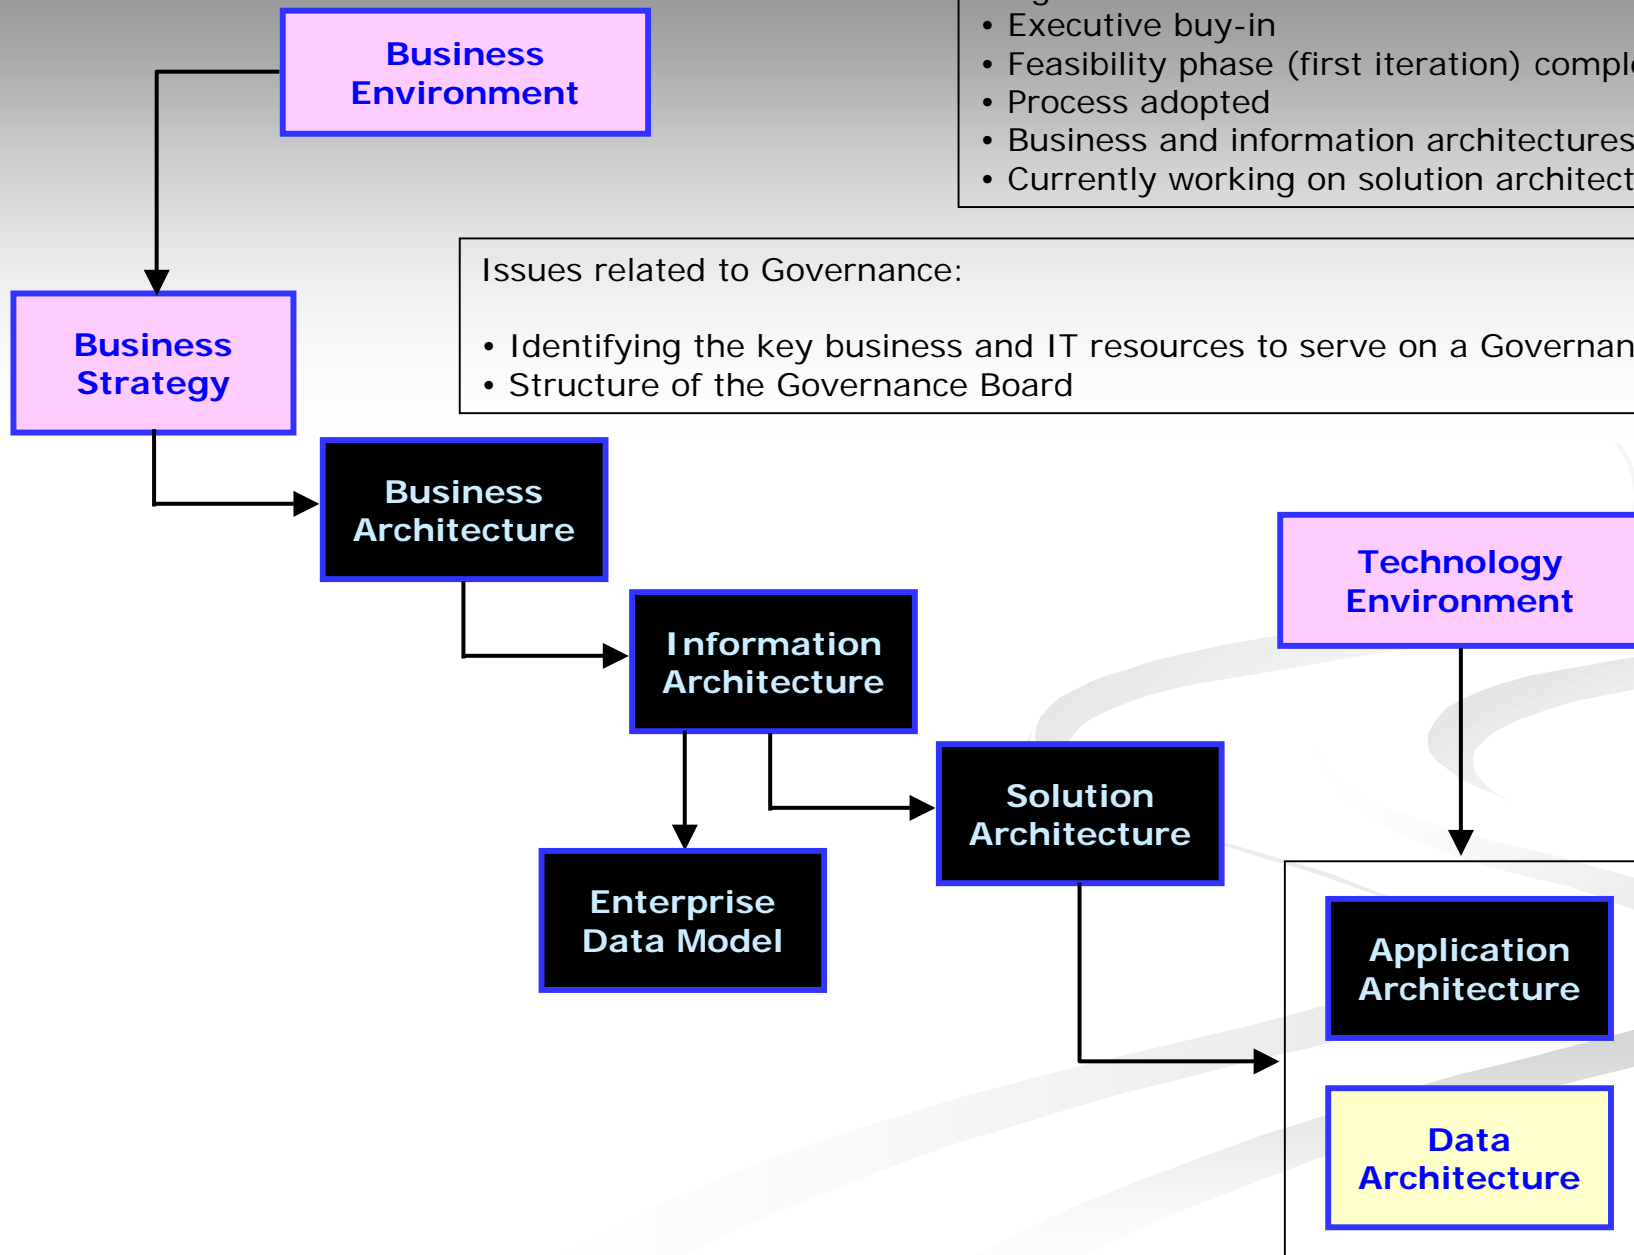 • Executive buy-in
• Feasibility phase (first iteration)
• Process adopted
• Business and information architectures
• Currently working on solution
Business
Environment
Issues related to Governance:
• Identifying the key business and IT resources to serve on a
• Structure of the Governance Board
Business
Strategy
Business
Architecture
Technology
Environment
Information
Architecture
Solution
Architecture
Enterprise
Data Model
Application
Architecture
Data
Architecture